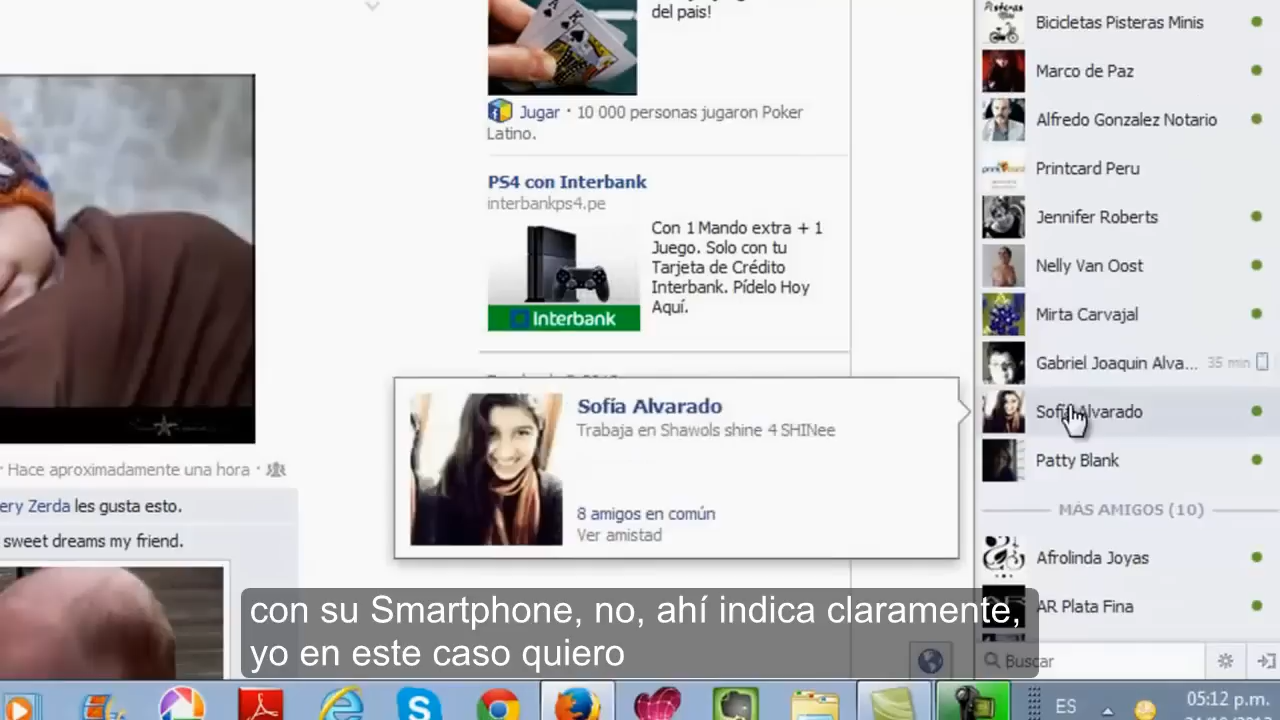 del pais!
Jugar · 10 000 personas jugaron Poker
Latino.
PS4 con Interbank
interbankps4.pe
Con 1 Mando extra + 1
Juego. Solo con tu
Tarjeta de Crédito
Interbank. Pídelo Hoy
Aquí.
Interbank
Sofía Alvarado
Trabaja en Shawols shine 4 SHINee
8 amigos en común
Ver amistad
· Hace aproximadamente una hora ·
ery Zerda les gusta esto.
sweet dreams my friend.
Bicicletas Pisteras Minis
Marco de Paz
Alfredo Gonzalez Notario
Printcard Peru
Jennifer Roberts
Nelly Van Oost
Mirta Carvajal
Gabriel Joaquin Alva... 35 min
Sofía Alvarado
Patty Blank
MÁS AMIGOS (10)
Afrolinda Joyas
AR Plata Fina
Buscar
con su Smartphone, no, ahí indica claramente,
yo en este caso quiero
ES
05:12 p.m.